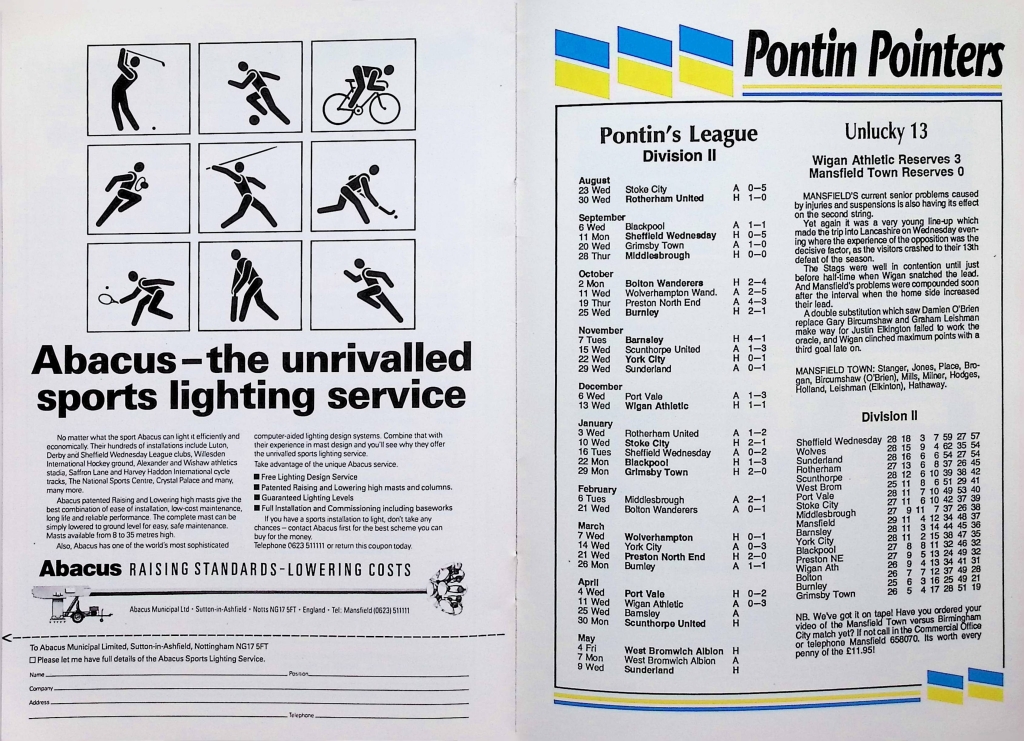 Abacus – the unrivalled
sports lighting service
No matter what the sport Abacus can light it efficiently and
economically. Their hundreds of installations include Luton,
Derby and Sheffield Wednesday League clubs, Willesden
International Hockey ground, Alexander and Wishaw athletics
stadia, Saffron Lane and Harvey Haddon International cycle
tracks, The National Sports Centre, Crystal Palace and many,
many more.
Abacus patented Raising and Lowering high masts give the
best combination of ease of installation, low-cost maintenance,
long life and reliable performance. The complete mast can be
simply lowered to ground level for easy, safe maintenance.
Masts available from 8 to 35 metres high.
Also, Abacus has one of the world's most sophisticated
computer-aided lighting design systems. Combine that with
their experience in mast design and you'll see why they offer
the unrivalled sports lighting service.
Take advantage of the unique Abacus service.
■ Free Lighting Design Service
■ Patented Raising and Lowering high masts and columns.
■ Guaranteed Lighting Levels
■ Full Installation and Commissioning including baseworks
If you have a sports installation to light, don't take any
chances – contact Abacus first for the best scheme you can
buy for the money.
Telephone 0623 511111 or return this coupon today.
Abacus RAISING STANDARDS – LOWERING COSTS
Abacus Municipal Ltd · Sutton-in-Ashfield · Notts NG17 5FT · England · Tel: Mansfield (0623) 511111
To Abacus Municipal Limited, Sutton-in-Ashfield, Nottingham NG17 5FT
☐ Please let me have full details of the Abacus Sports Lighting Service.
Name Position
Company
Address
Telephone
Pontin Pointers
Pontin's League
Division II
August
23 Wed Stoke City A 0–5
30 Wed Rotherham United H 1–0
September
6 Wed Blackpool A 1–1
11 Mon Sheffield Wednesday H 0–5
20 Wed Grimsby Town A 1–0
28 Thur Middlesbrough H 0–0
October
2 Mon Bolton Wanderers H 2–4
11 Wed Wolverhampton Wand. A 2–5
19 Thur Preston North End A 4–3
25 Wed Burnley H 2–1
November
7 Tues Barnsley H 4–1
15 Wed Scunthorpe United A 1–3
22 Wed York City H 0–1
29 Wed Sunderland A 0–1
December
6 Wed Port Vale A 1–3
13 Wed Wigan Athletic H 1–1
January
3 Wed Rotherham United A 1–2
10 Wed Stoke City H 2–1
16 Tues Sheffield Wednesday A 0–2
22 Mon Blackpool H 1–3
29 Mon Grimsby Town H 2–0
February
6 Tues Middlesbrough A 2–1
21 Wed Bolton Wanderers A 0–1
March
7 Wed Wolverhampton H 0–1
14 Wed York City A 0–3
21 Wed Preston North End H 2–0
26 Mon Burnley A 1–1
April
4 Wed Port Vale H 0–2
11 Wed Wigan Athletic A 0–3
25 Wed Barnsley A
30 Mon Scunthorpe United H
May
4 Fri West Bromwich Albion H
7 Mon West Bromwich Albion A
9 Wed Sunderland H
Unlucky 13
Wigan Athletic Reserves 3
Mansfield Town Reserves 0
MANSFIELD'S current senior problems caused
by injuries and suspensions is also having its effect
on the second string.
Yet again it was a very young line-up which
made the trip into Lancashire on Wednesday even-
ing where the experience of the opposition was the
decisive factor, as the visitors crashed to their 13th
defeat of the season.
The Stags were well in contention until just
before half-time when Wigan snatched the lead.
And Mansfield's problems were compounded soon
after the interval when the home side increased
their lead.
A double substitution which saw Damien O'Brien
replace Gary Bircumshaw and Graham Leishman
make way for Justin Elkington failed to work the
oracle, and Wigan clinched maximum points with a
third goal late on.
MANSFIELD TOWN: Stanger, Jones, Place, Bro-
gan, Bircumshaw (O'Brien), Mills, Milner, Hodges,
Holland, Leishman (Elkinton), Hathaway.
Division II
Sheffield Wednesday 28 18 3 7 59 27 57
Wolves 28 15 9 4 62 35 54
Sunderland 28 16 6 6 54 27 54
Rotherham 27 13 6 8 37 26 45
Scunthorpe 28 12 6 10 39 38 42
West Brom 25 11 8 6 51 29 41
Port Vale 28 11 7 10 49 53 40
Stoke City 27 11 6 10 42 37 39
Middlesbrough 27 9 11 7 37 26 38
Mansfield 29 11 4 12 34 48 37
Barnsley 28 11 3 14 44 45 36
York City 28 11 2 15 38 47 35
Blackpool 27 8 8 11 32 46 32
Preston NE 27 9 5 13 24 49 32
Wigan Ath 26 9 4 13 34 41 31
Bolton 26 7 7 12 37 49 28
Burnley 25 6 3 16 25 49 21
Grimsby Town 26 5 4 17 28 51 19
NB. We've got it on tape! Have you ordered your
video of the Mansfield Town versus Birmingham
City match yet? If not call in the Commercial Office
or telephone Mansfield 658070. Its worth every
penny of the £11.95!